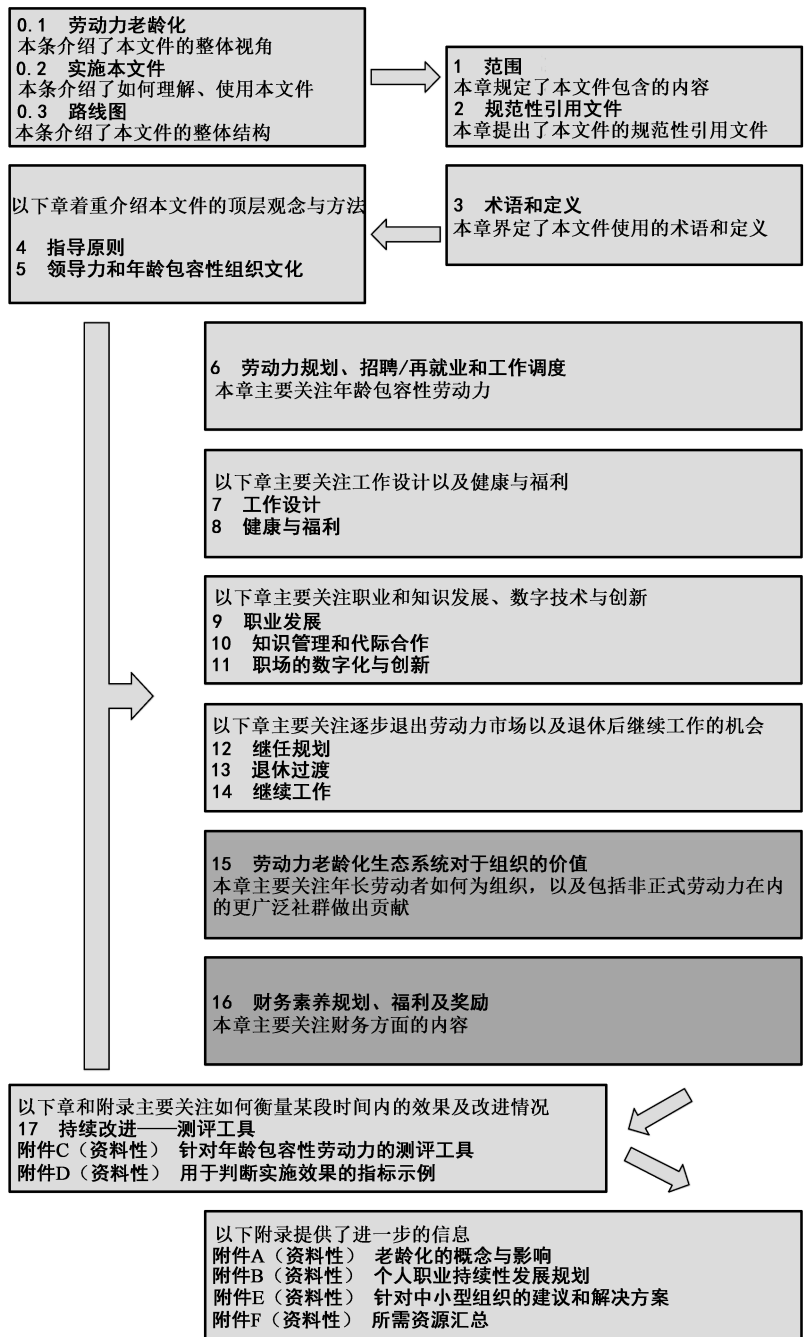 0.1 劳动力老龄化
本条介绍了本文件的整体视角
0.2 实施本文件
本条介绍了如何理解、使用本文件
0.3 路线图
本条介绍了本文件的整体结构
1 范围
本章规定了本文件包含的内容
2 规范性引用文件
本章提出了本文件的规范性引用文件
3 术语和定义
本章界定了本文件使用的术语和定义
以下章着重介绍本文件的顶层观念与方法
4 指导原则
5 领导力和年龄包容性组织文化
6 劳动力规划、招聘/再就业和工作调度
本章主要关注年龄包容性劳动力
以下章主要关注工作设计以及健康与福利
7 工作设计
8 健康与福利
以下章主要关注职业和知识发展、数字技术与创新
9 职业发展
10 知识管理和代际合作
11 职场的数字化与创新
以下章主要关注逐步退出劳动力市场以及退休后继续工作的机会
12 继任规划
13 退休过渡
14 继续工作
15 劳动力老龄化生态系统对于组织的价值
本章主要关注年长劳动者如何为组织，以及包括非正式劳动力在内
的更广泛社群做出贡献
16 财务素养规划、福利及奖励
本章主要关注财务方面的内容
以下章和附录主要关注如何衡量某段时间内的效果及改进情况
17 持续改进——测评工具
附件C（资料性） 针对年龄包容性劳动力的测评工具
附件D（资料性） 用于判断实施效果的指标示例
以下附录提供了进一步的信息
附件A（资料性） 老龄化的概念与影响
附件B（资料性） 个人职业持续性发展规划
附件E（资料性） 针对中小型组织的建议和解决方案
附件F（资料性） 所需资源汇总